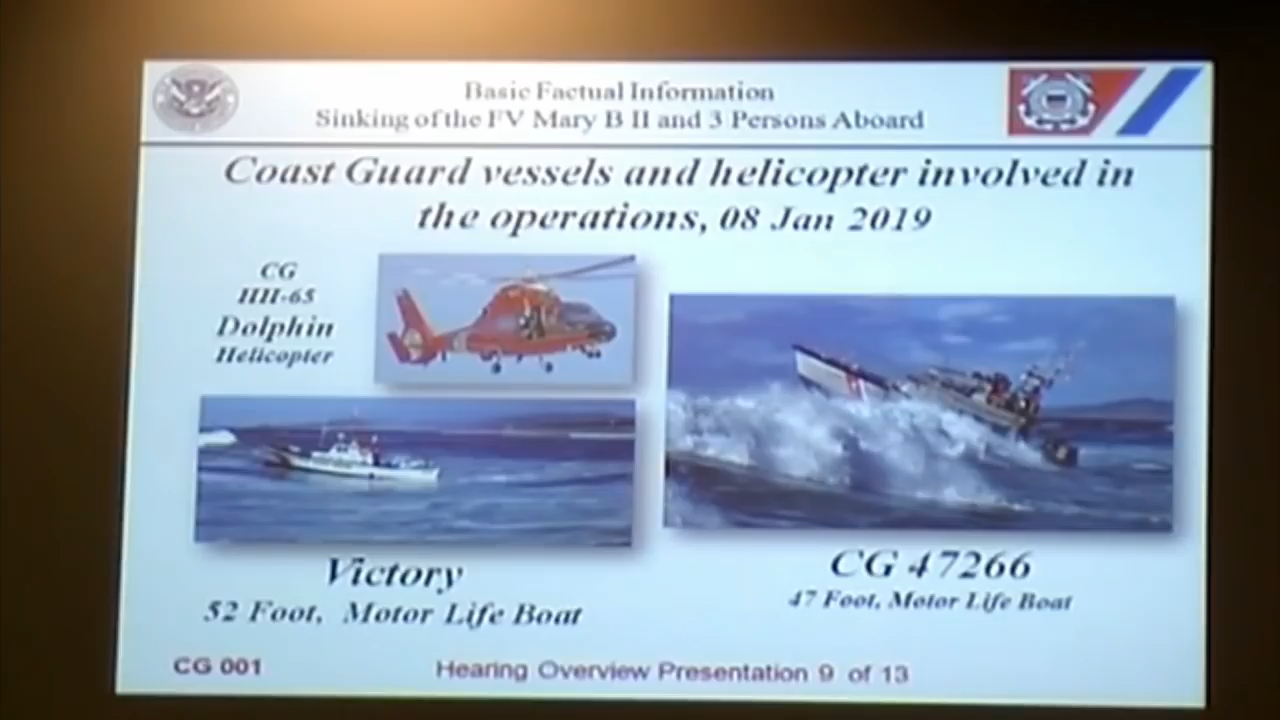 Basic Factual Information
Sinking of the FV Mary B II and 3 Persons Aboard
Coast Guard vessels and helicopter involved in
the operations, 08 Jan 2019
CG
HH-65
Dolphin
Helicopter
Victory
52 Foot, Motor Life Boat
CG 47266
47 Foot, Motor Life Boat
CG 001
Hearing Overview Presentation 9 of 13